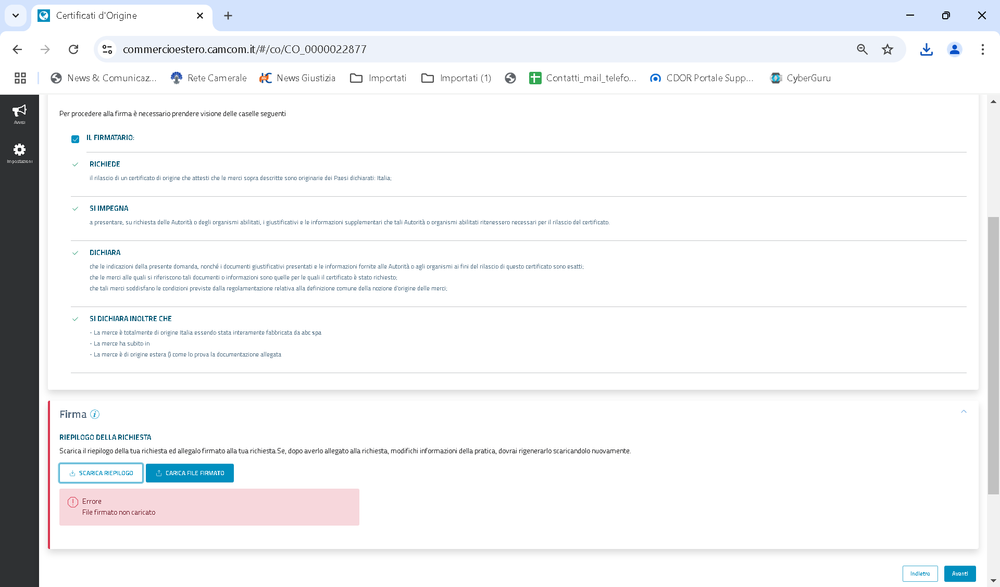 Certificati d'Origine
commercioestero.camcom.it/#/co/CO_0000022877
News & Comunicaz...
Rete Camerale
News Giustizia
Importati
Importati (1)
Contatti_mail_telefo...
CDOR Portale Supp...
CyberGuru
Avvisi
Impostazioni
Per procedere alla firma è necessario prendere visione delle caselle seguenti
IL FIRMATARIO:
RICHIEDE
il rilascio di un certificato di origine che attesti che le merci sopra descritte sono originarie dei Paesi dichiarati: Italia;
SI IMPEGNA
a presentare, su richiesta delle Autorità o degli organismi abilitati, i giustificativi e le informazioni supplementari che tali Autorità o organismi abilitati ritenessero necessari per il rilascio del certificato.
DICHIARA
che le indicazioni della presente domanda, nonché i documenti giustificativi presentati e le informazioni fornite alle Autorità o agli organismi ai fini del rilascio di questo certificato sono esatti;
che le merci alle quali si riferiscono tali documenti o informazioni sono quelle per le quali il certificato è stato richiesto;
che tali merci soddisfano le condizioni previste dalla regolamentazione relativa alla definizione comune della nozione d'origine delle merci;
SI DICHIARA INOLTRE CHE
- La merce è totalmente di origine Italia essendo stata interamente fabbricata da abc spa
- La merce ha subito in
- La merce è di origine estera () come lo prova la documentazione allegata
Firma
RIEPILOGO DELLA RICHIESTA
Scarica il riepilogo della tua richiesta ed allegalo firmato alla tua richiesta.Se, dopo averlo allegato alla richiesta, modifichi informazioni della pratica, dovrai rigenerarlo scaricandolo nuovamente.
SCARICA RIEPILOGO
CARICA FILE FIRMATO
Errore
File firmato non caricato
Indietro
Avanti